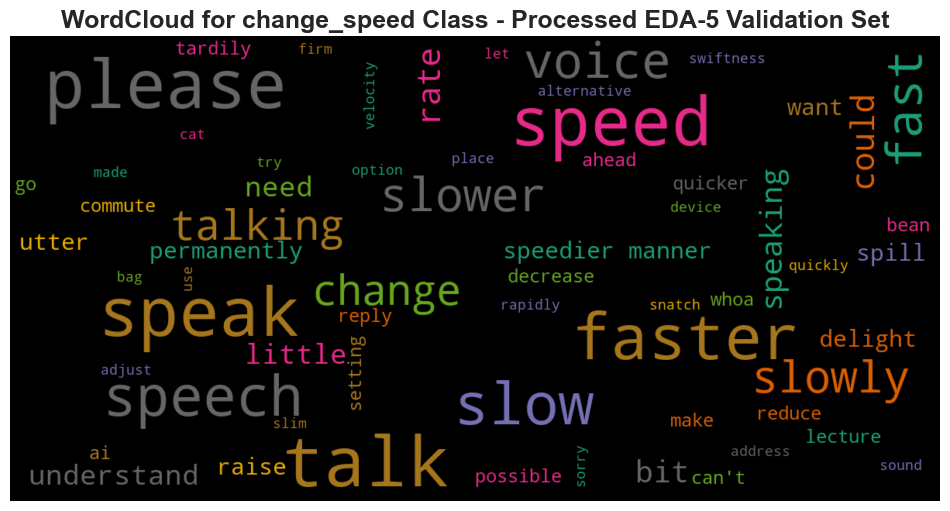 WordCloud for change_speed Class - Processed EDA-5 Validation Set
tardily
firm
let
voice
swiftness
please
velocity
rate
alternative
speed
want
could
fast
cat
ahead
try
place
option
made
need
slower
quicker
go
commute
device
speaking
bean
talking
utter
permanently
speedier manner
spill
quickly
bag
use
decrease
change
speak
rapidly
snatch
whoa
reply
faster
delight
little
setting
adjust
slowly
speech
slow
reduce
make
slim
lecture
talk
ai
raise
understand
possible
sorry
bit
can't
address
sound